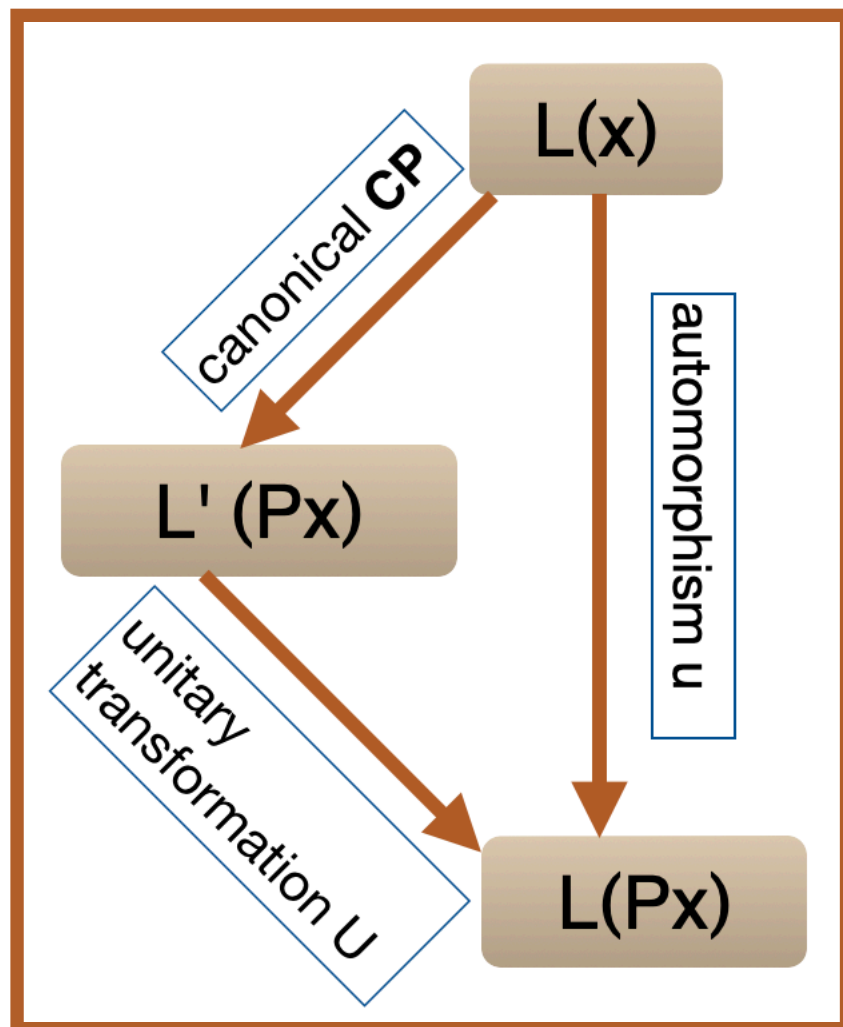 L(x)
canonical CP
automorphism u
L' (Px)
unitary
transformation U
L(Px)